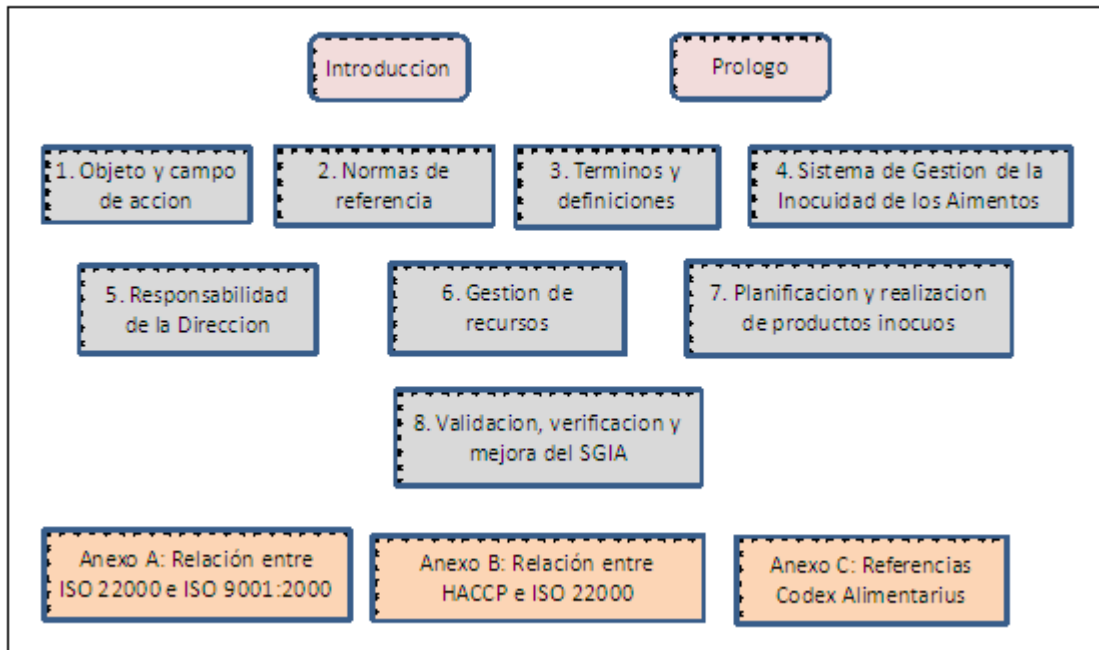 Introduccion
Prologo
1. Objeto y campo
de accion
2. Normas de
referencia
3. Terminos y
definiciones
4. Sistema de Gestion de la
Inocuidad de los Aimentos
5. Responsabilidad
de la Direccion
6. Gestion de
recursos
7. Planificacion y realizacion
de productos inocuos
8. Validacion, verificacion y
mejora del SGIA
Anexo A: Relación entre
ISO 22000 e ISO 9001:2000
Anexo B: Relación entre
HACCP e ISO 22000
Anexo C: Referencias
Codex Alimentarius